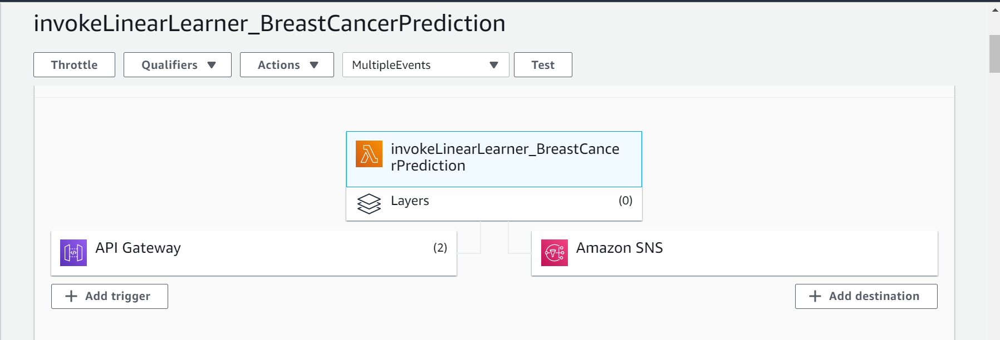 invokeLinearLearner_BreastCancerPrediction
Throttle
Qualifiers
Actions
MultipleEvents
Test
invokeLinearLearner_BreastCance
rPrediction
Layers
(0)
API Gateway
(2)
Amazon SNS
Add trigger
Add destination